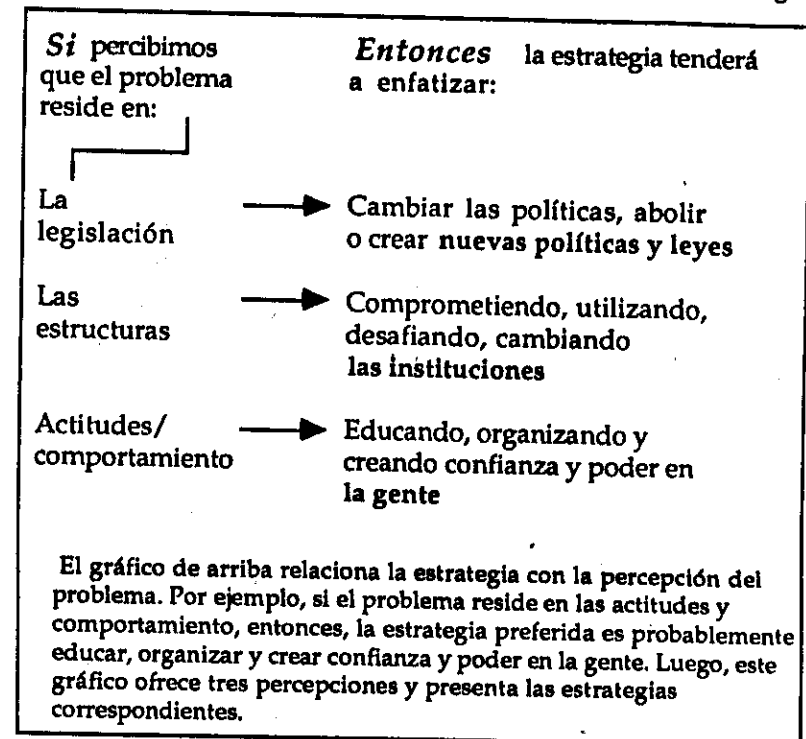 Si percibimos
que el problema
reside en:
Entonces la estrategia tenderá
a enfatizar:
La
legislación
Cambiar las políticas, abolir
o crear nuevas políticas y leyes
Las
estructuras
Comprometiendo, utilizando,
desafiando, cambiando
las instituciones
Actitudes/
comportamiento
Educando, organizando y
creando confianza y poder en
la gente
El gráfico de arriba relaciona la estrategia con la percepción del
problema. Por ejemplo, si el problema reside en las actitudes y
comportamiento, entonces, la estrategia preferida es probablemente
educar, organizar y crear confianza y poder en la gente. Luego, este
gráfico ofrece tres percepciones y presenta las estrategias
correspondientes.